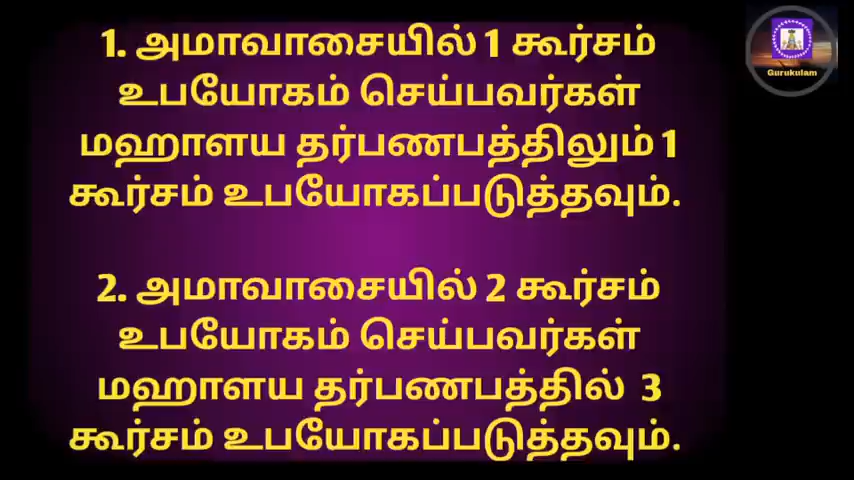 1. அமாவாசையில் 1 கூர்சம்
உபயோகம் செய்பவர்கள்
மஹாளய தர்பணபத்திலும் 1
கூர்சம் உபயோகப்படுத்தவும்.
2. அமாவாசையில் 2 கூர்சம்
உபயோகம் செய்பவர்கள்
மஹாளய தர்பணபத்தில் 3
கூர்சம் உபயோகப்படுத்தவும்.
Gurukulam